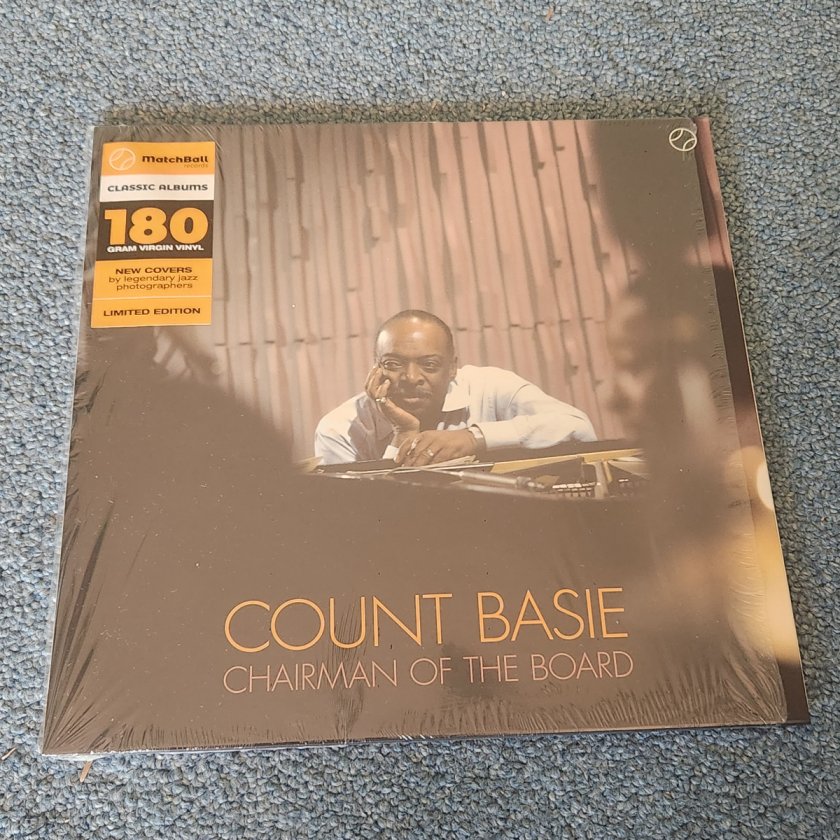 MatchBall
records
CLASSIC ALBUMS
180
GRAM VIRGIN VINYL
NEW COVERS
by legendary jazz
photographers
LIMITED EDITION
COUNT BASIE
CHAIRMAN OF THE BOARD